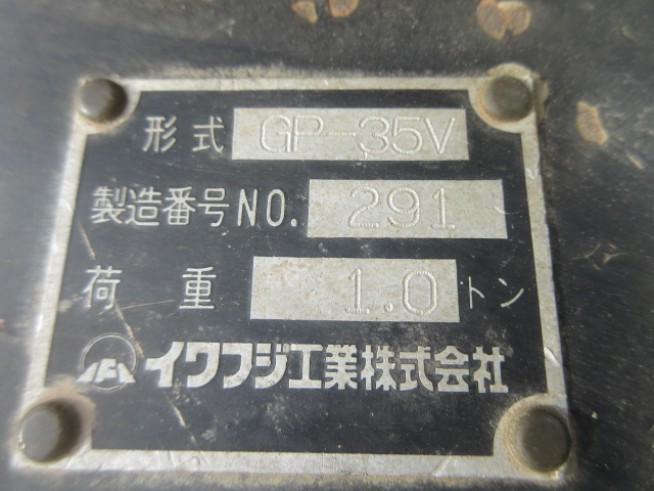 形式 GP-35V
製造番号NO. 291
荷重 1.0 トン
イワフジ工業株式会社